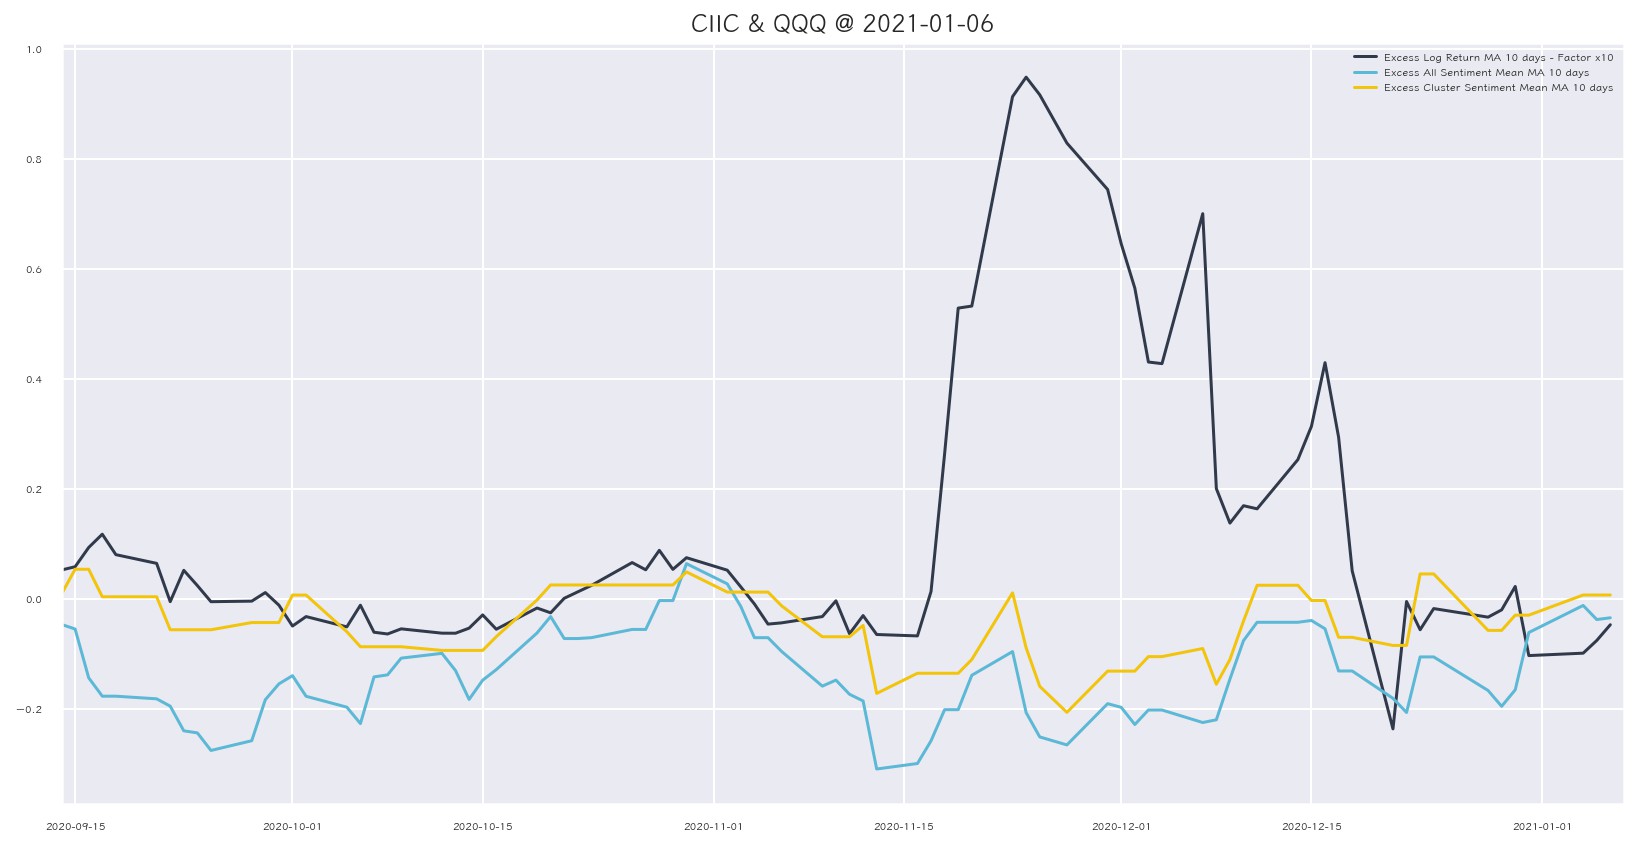 CIIC & QQQ @ 2021-01-06
Excess Log Return MA 10 days - Factor x10
Excess All Sentiment Mean MA 10 days
Excess Cluster Sentiment Mean MA 10 days
1.0
0.8
0.6
0.4
0.2
0.0
−0.2
2020-09-15 2020-10-01 2020-10-15 2020-11-01 2020-11-15 2020-12-01 2020-12-15 2021-01-01